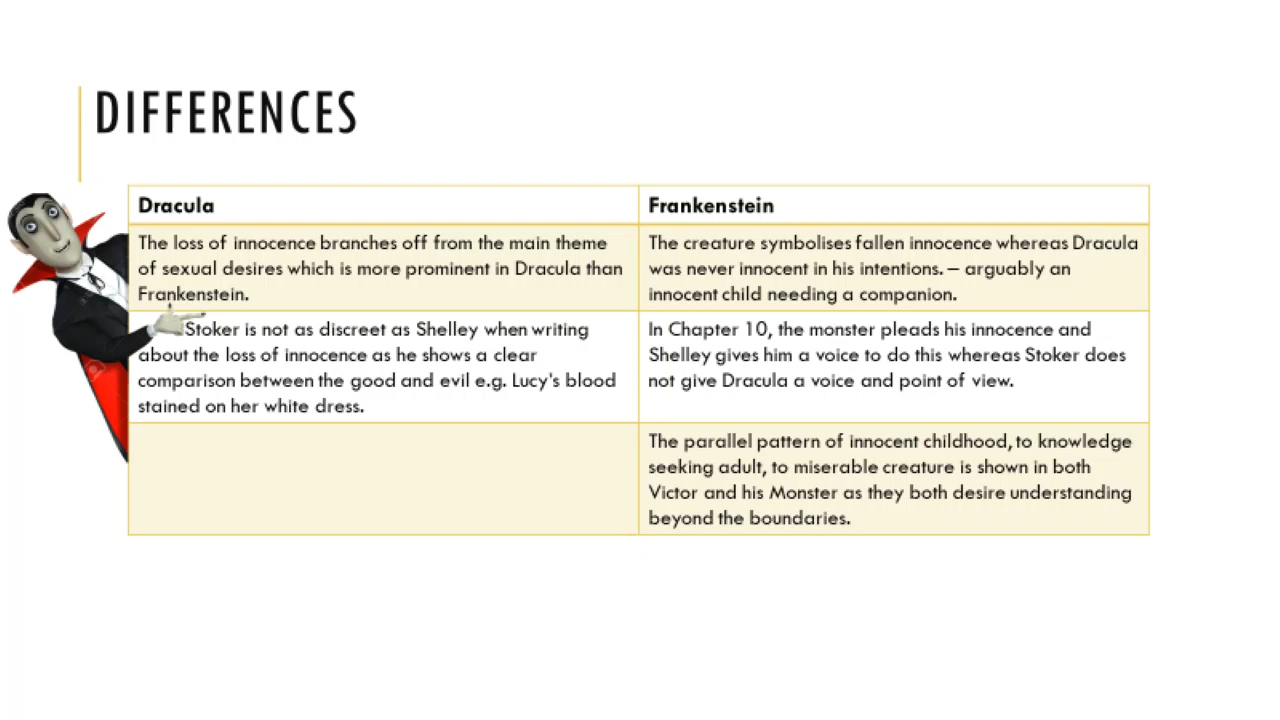 DIFFERENCES
Dracula
Frankenstein
The loss of innocence branches off from the main theme
of sexual desires which is more prominent in Dracula than
Frankenstein.
The creature symbolises fallen innocence whereas Dracula
was never innocent in his intentions. – arguably an
innocent child needing a companion.
Stoker is not as discreet as Shelley when writing
about the loss of innocence as he shows a clear
comparison between the good and evil e.g. Lucy's blood
stained on her white dress.
In Chapter 10, the monster pleads his innocence and
Shelley gives him a voice to do this whereas Stoker does
not give Dracula a voice and point of view.
The parallel pattern of innocent childhood, to knowledge
seeking adult, to miserable creature is shown in both
Victor and his Monster as they both desire understanding
beyond the boundaries.